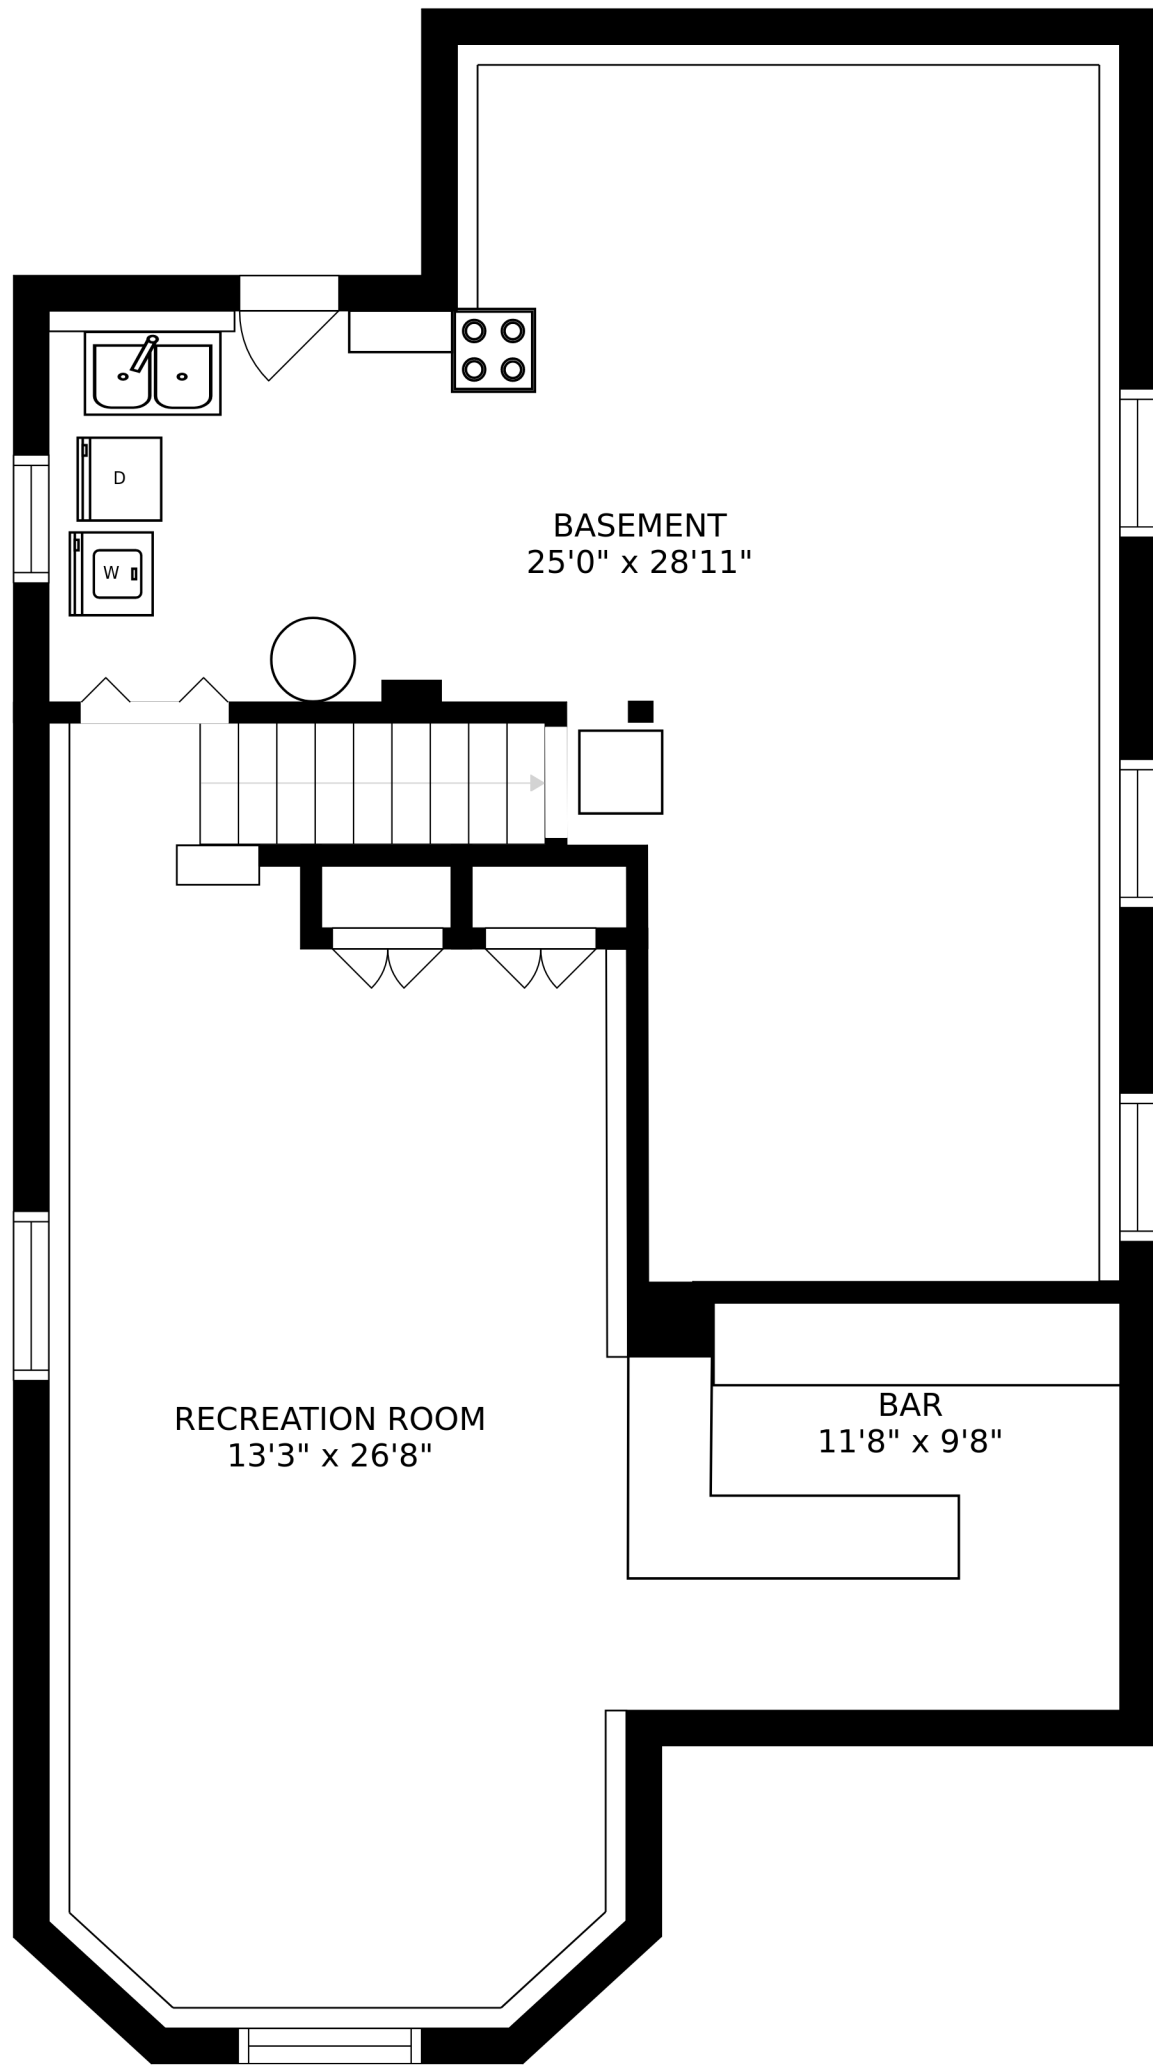 BASEMENT
25'0" x 28'11"
D
W
RECREATION ROOM
13'3" x 26'8"
BAR
11'8" x 9'8"